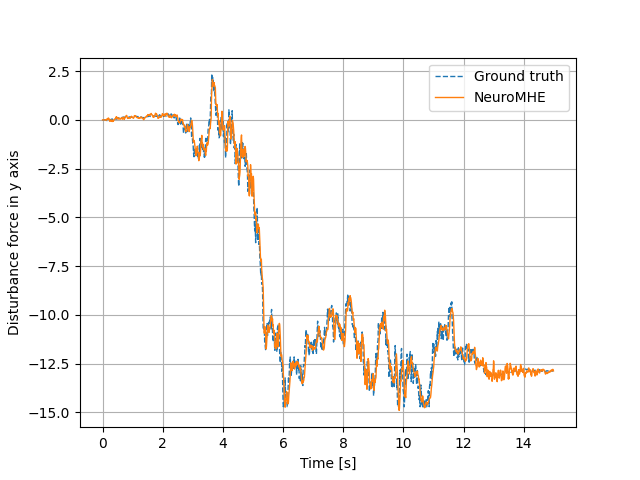 Ground truth
NeuroMHE
Disturbance force in y axis
2.5
0.0
−2.5
−5.0
−7.5
−10.0
−12.5
−15.0
0 2 4 6 8 10 12 14
Time [s]